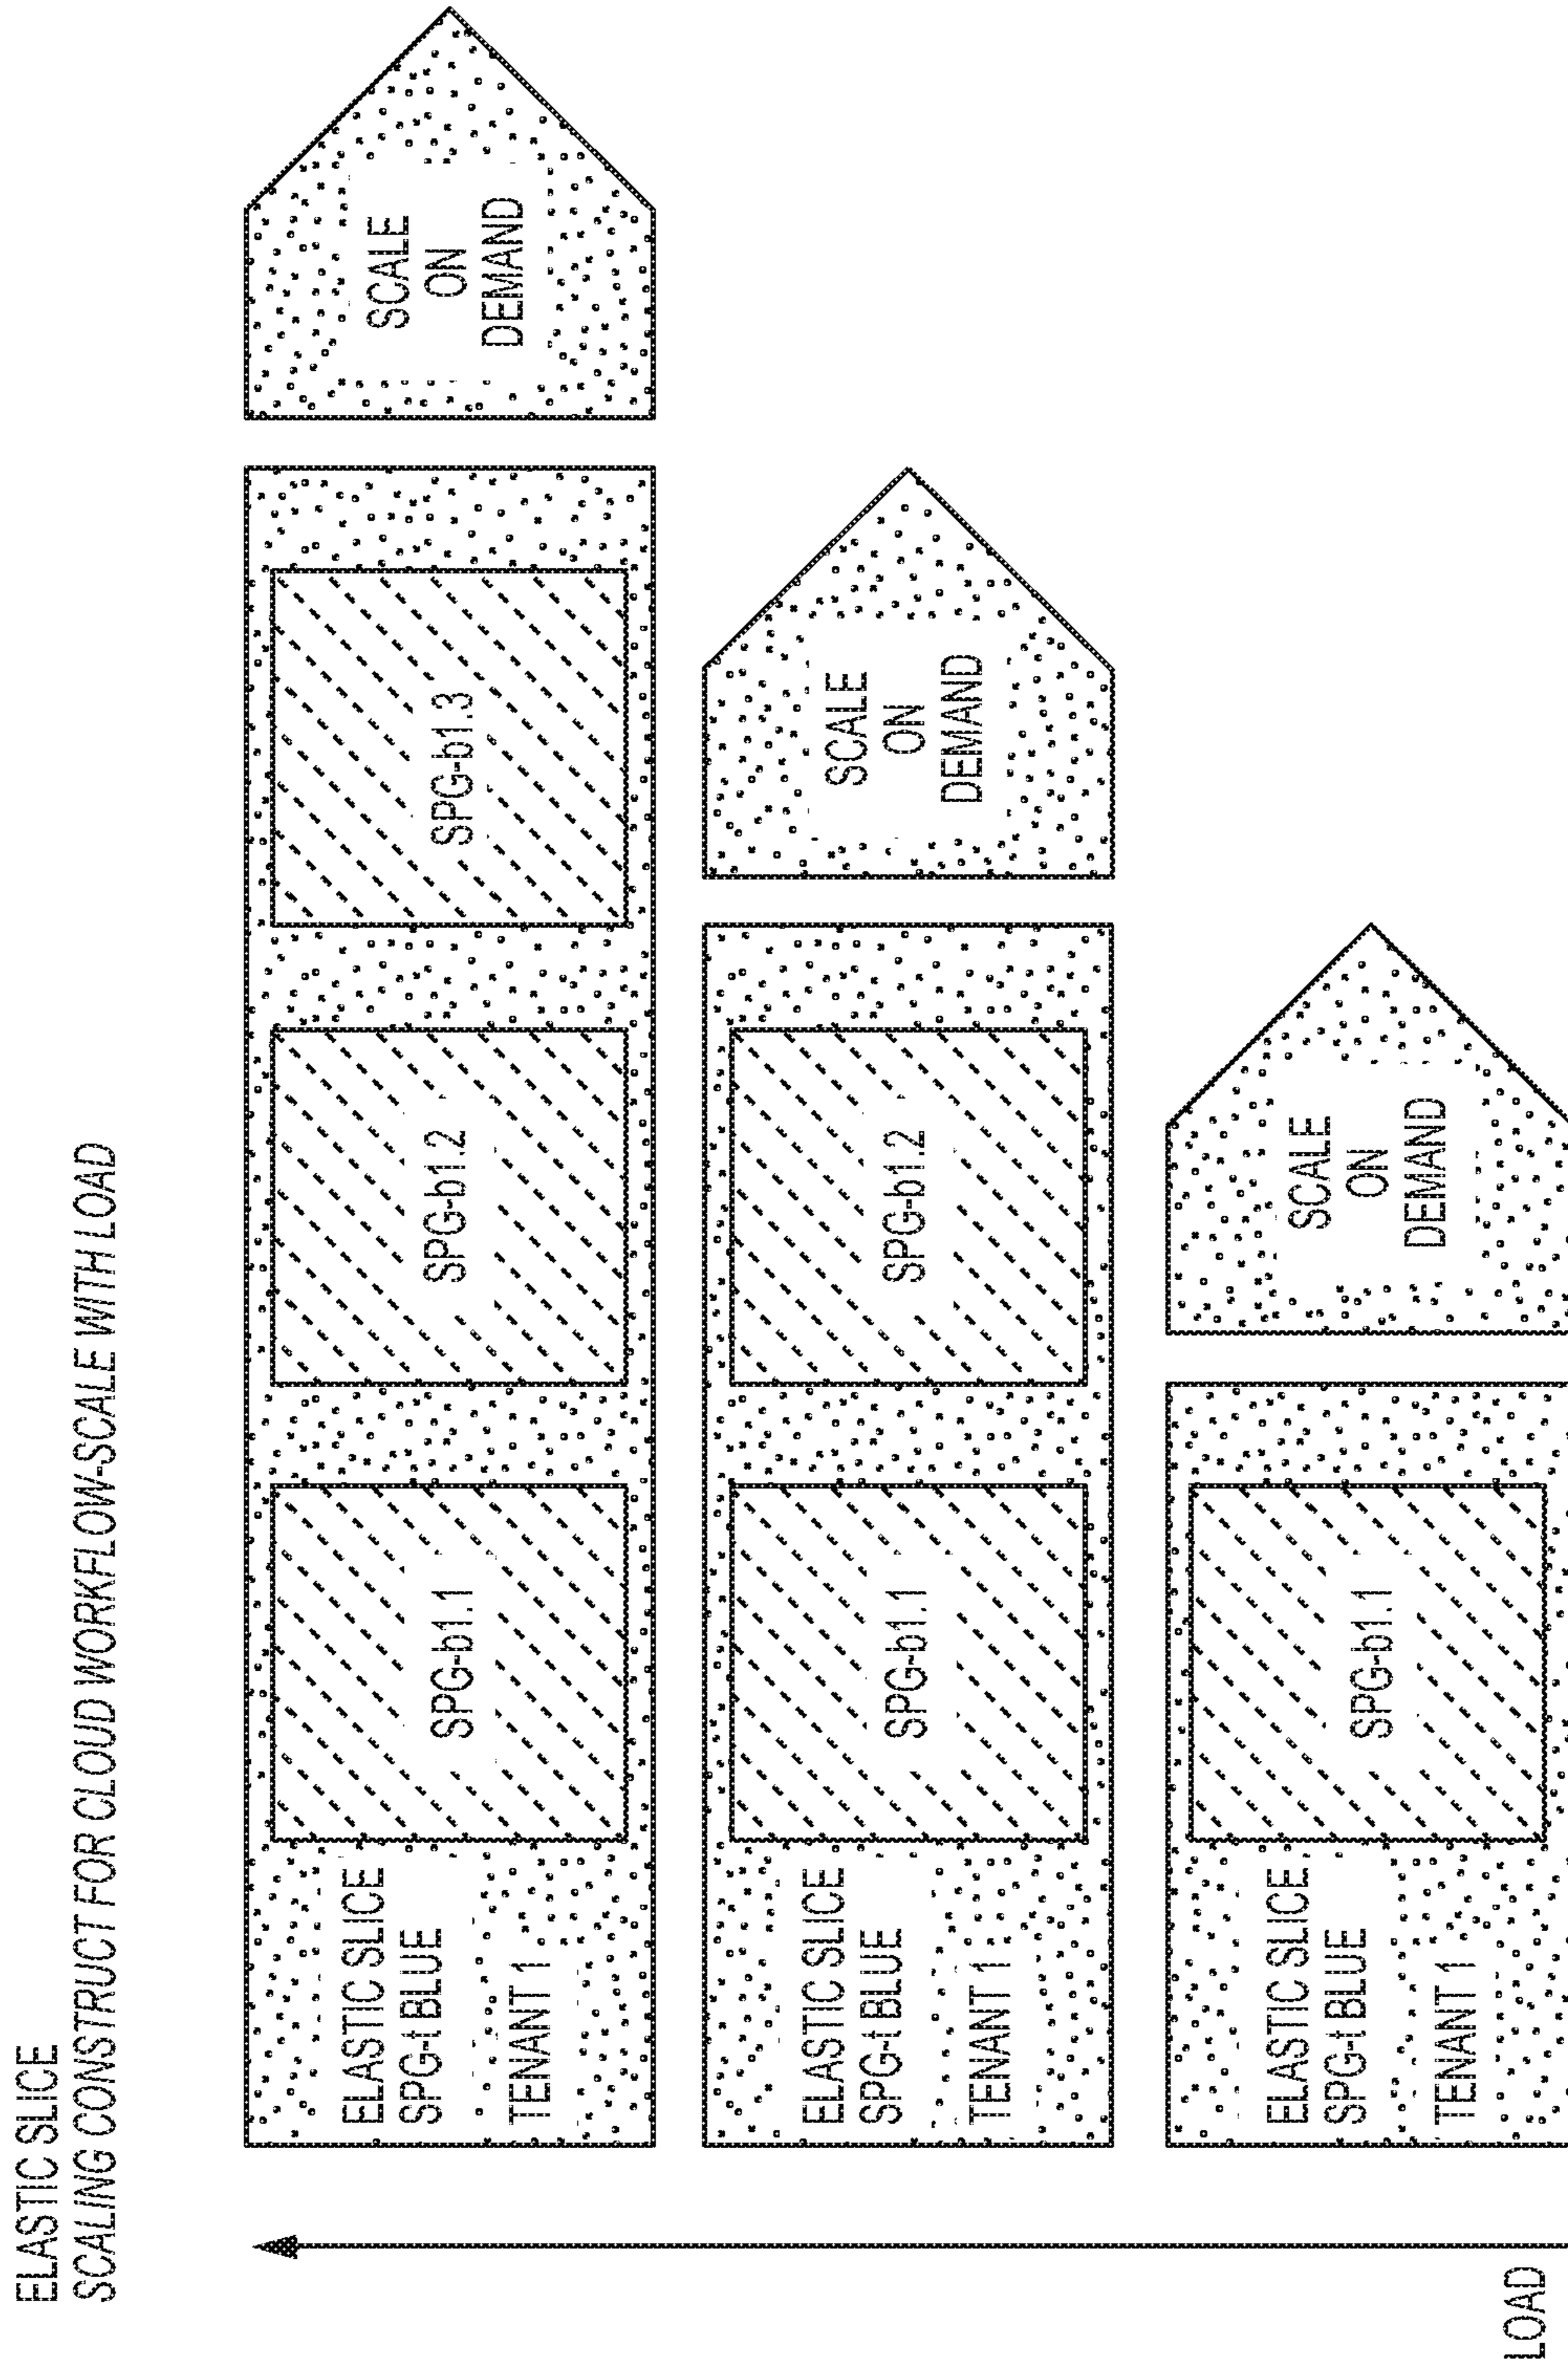 ELASTIC SLICE
SCALING CONSTRUCT FOR CLOUD WORKFLOW-SCALE WITH LOAD
ELASTIC SLICE
SPG-t BLUE
TENANT 1
SPG-b1.1
SPG-b1.2
SPG-b1.3
SCALE
ON
DEMAND
ELASTIC SLICE
SPG-t BLUE
TENANT 1
SPG-b1.1
SPG-b1.2
SCALE
ON
DEMAND
ELASTIC SLICE
SPG-t BLUE
TENANT 1
SPG-b1.1
SCALE
ON
DEMAND
LOAD